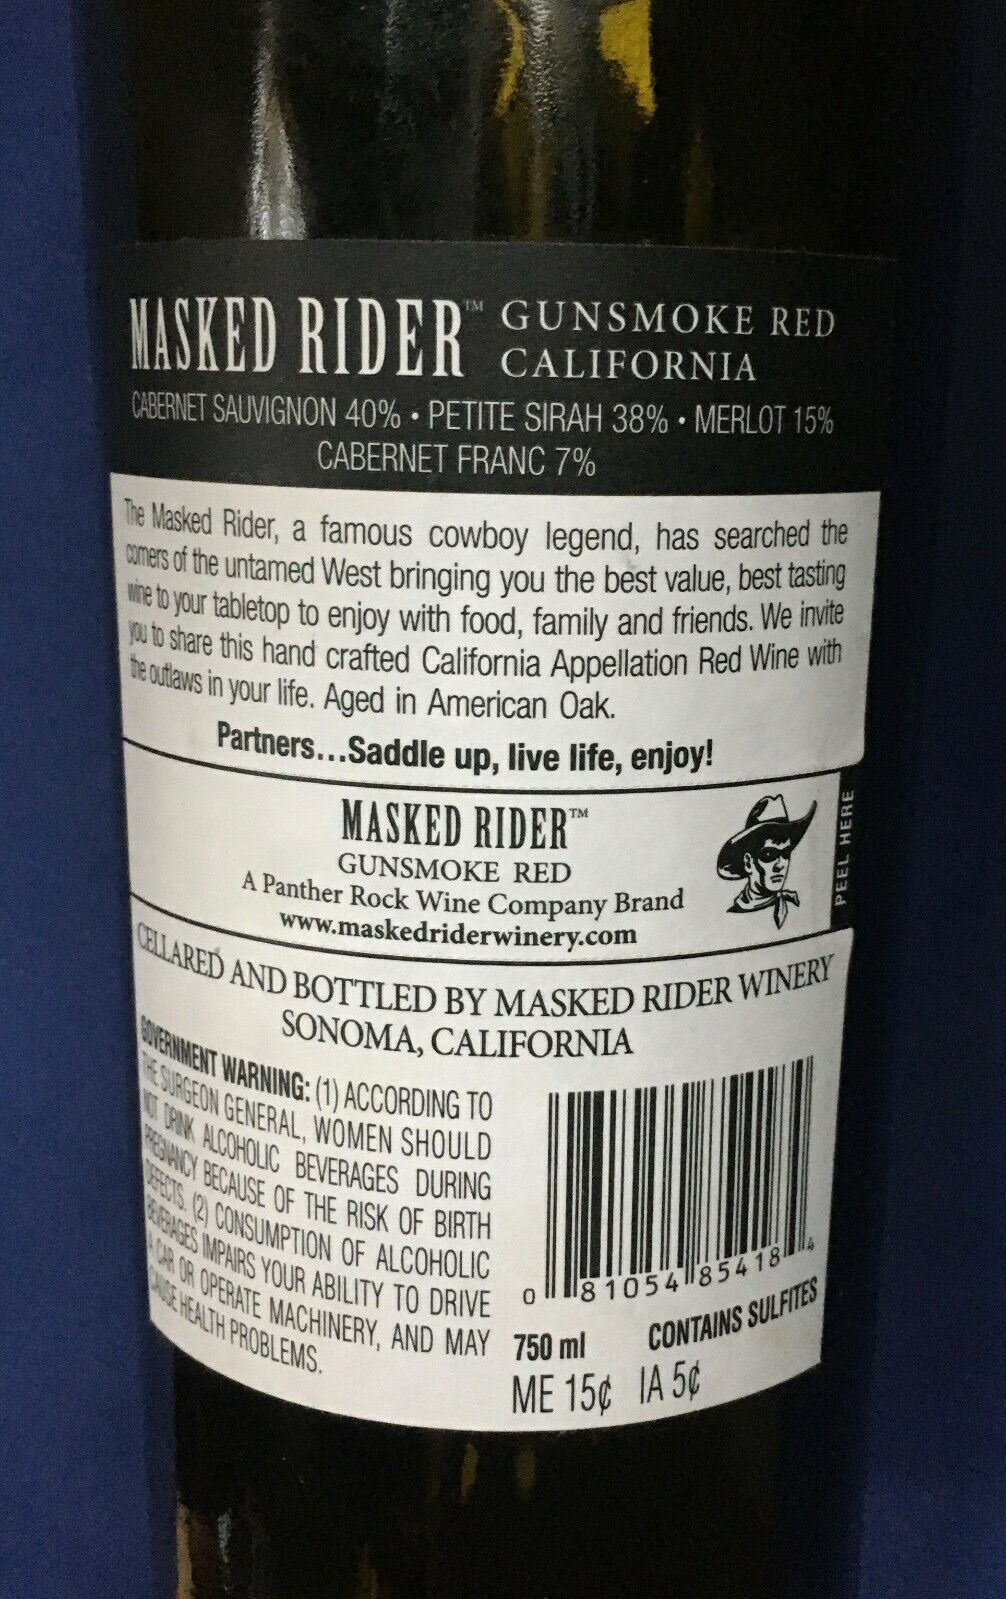 MASKED RIDER™ GUNSMOKE RED
CALIFORNIA
CABERNET SAUVIGNON 40% • PETITE SIRAH 38% • MERLOT 15%
CABERNET FRANC 7%
The Masked Rider, a famous cowboy legend, has searched the
corners of the untamed West bringing you the best value, best tasting
wine to your tabletop to enjoy with food, family and friends. We invite
you to share this hand crafted California Appellation Red Wine with
the outlaws in your life. Aged in American Oak.
Partners...Saddle up, live life, enjoy!
MASKED RIDER™
GUNSMOKE RED
A Panther Rock Wine Company Brand
www.maskedriderwinery.com
PEEL HERE
CELLARED AND BOTTLED BY MASKED RIDER WINERY
SONOMA, CALIFORNIA
GOVERNMENT WARNING: (1) ACCORDING TO
THE SURGEON GENERAL, WOMEN SHOULD
NOT DRINK ALCOHOLIC BEVERAGES DURING
PREGNANCY BECAUSE OF THE RISK OF BIRTH
DEFECTS. (2) CONSUMPTION OF ALCOHOLIC
BEVERAGES IMPAIRS YOUR ABILITY TO DRIVE
A CAR OR OPERATE MACHINERY, AND MAY
CAUSE HEALTH PROBLEMS.
0 81054 85418 4
750 ml CONTAINS SULFITES
ME 15¢ IA 5¢